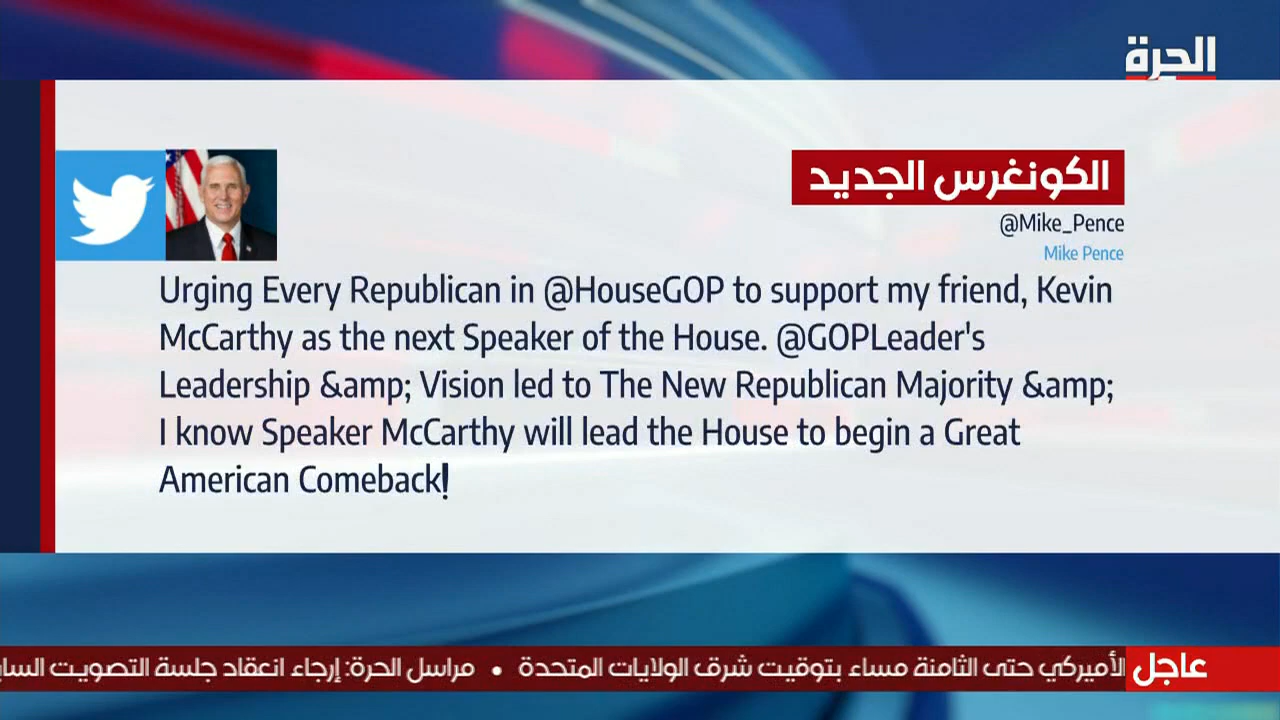 الحرة
الكونغرس الجديد
@Mike_Pence
Mike Pence
Urging Every Republican in @HouseGOP to support my friend, Kevin
McCarthy as the next Speaker of the House. @GOPLeader's
Leadership &amp;amp; Vision led to The New Republican Majority &amp;amp;
I know Speaker McCarthy will lead the House to begin a Great
American Comeback!
عاجل
الأميركي حتى الثامنة مساء بتوقيت شرق الولايات المتحدة • مراسل الحرة: إرجاء انعقاد جلسة التصويت